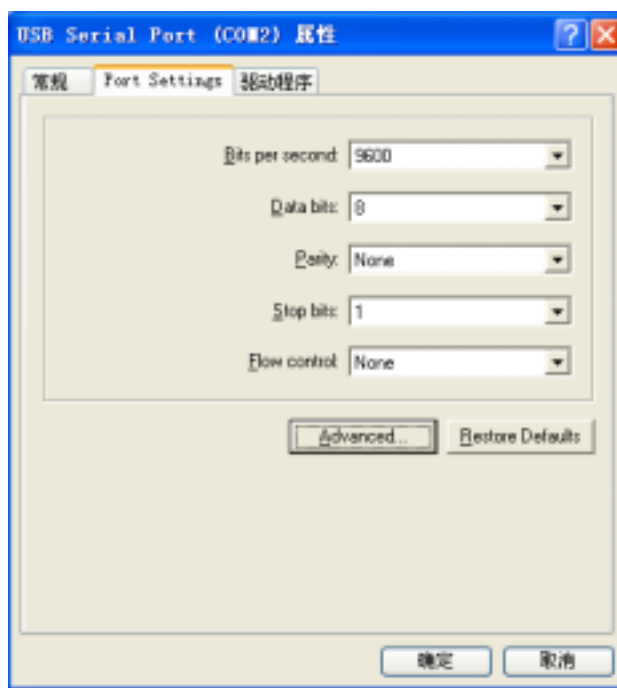 USB Serial Port (COM2) 属性
常规 Port Settings 驱动程序
Bits per second: 9600
Data bits: 8
Parity: None
Stop bits: 1
Flow control: None
Advanced... Restore Defaults
确定 取消